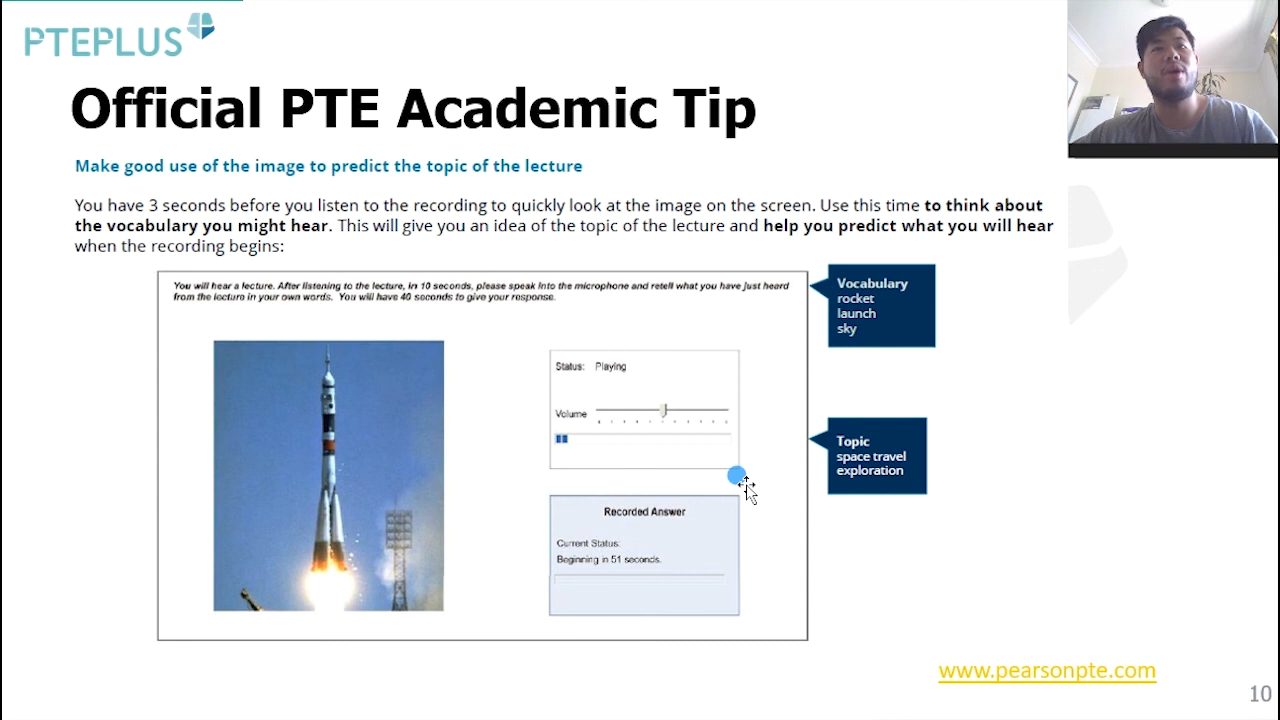 PTEPLUS
Official PTE Academic Tip
Make good use of the image to predict the topic of the lecture
You have 3 seconds before you listen to the recording to quickly look at the image on the screen. Use this time to think about
the vocabulary you might hear. This will give you an idea of the topic of the lecture and help you predict what you will hear
when the recording begins:
You will hear a lecture. After listening to the lecture, in 10 seconds, please speak into the microphone and retell what you have just heard
from the lecture in your own words. You will have 40 seconds to give your response.
Vocabulary
rocket
launch
sky
Status: Playing
Volume
Topic
space travel
exploration
Recorded Answer
Current Status:
Beginning in 51 seconds.
www.pearsonpte.com
10